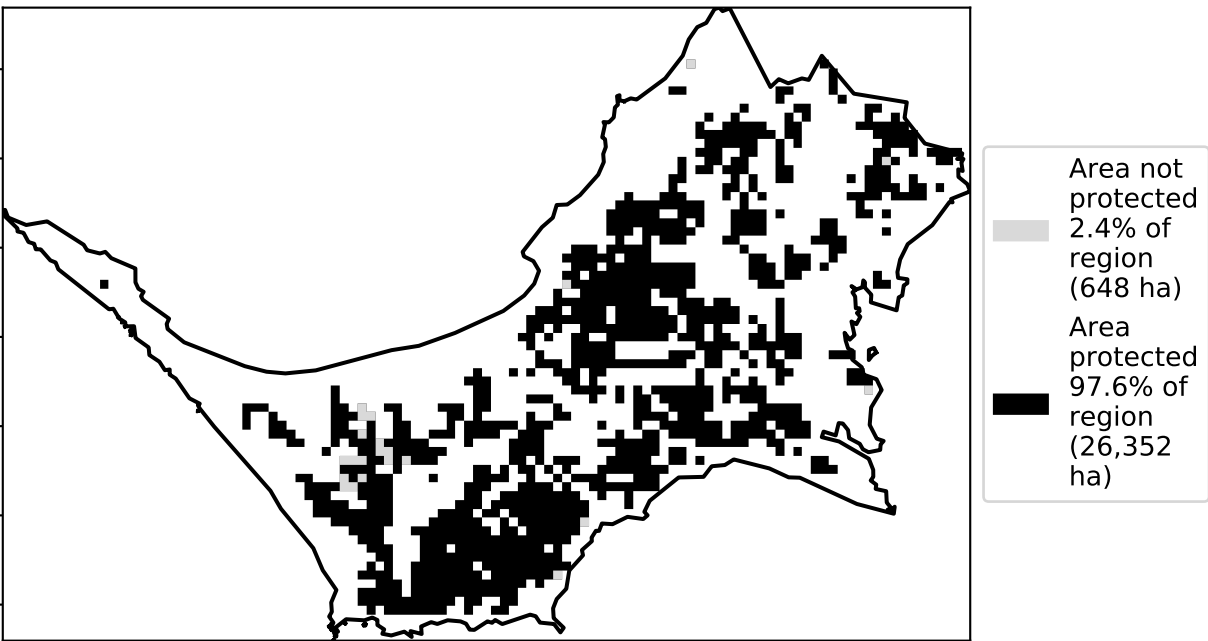 Area not
protected
2.4% of
region
(648 ha)
Area
protected
97.6% of
region
(26,352
ha)